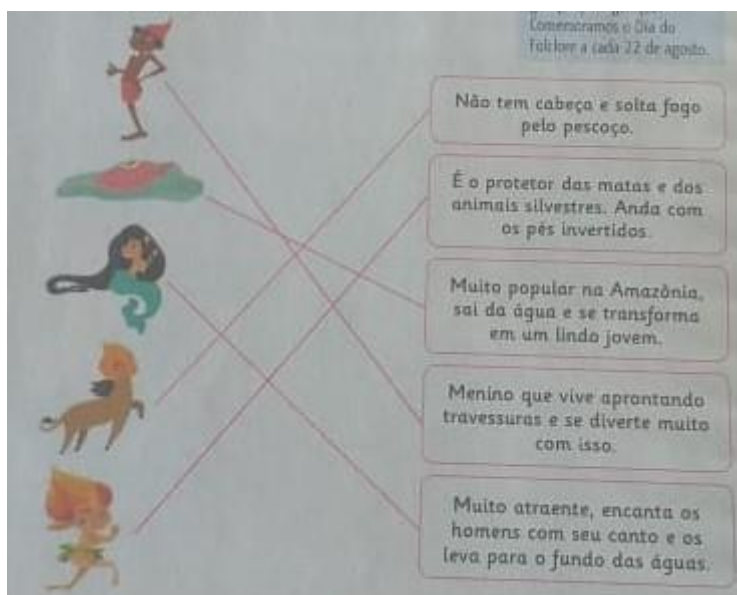 Comemoramos o Dia do
Folclore a cada 22 de agosto.
Não tem cabeça e solta fogo
pelo pescoço.
É o protetor das matas e dos
animais silvestres. Anda com
os pés invertidos.
Muito popular na Amazônia,
sai da água e se transforma
em um lindo jovem.
Menino que vive aprontando
travessuras e se diverte muito
com isso.
Muito atraente, encanta os
homens com seu canto e os
leva para o fundo das águas.